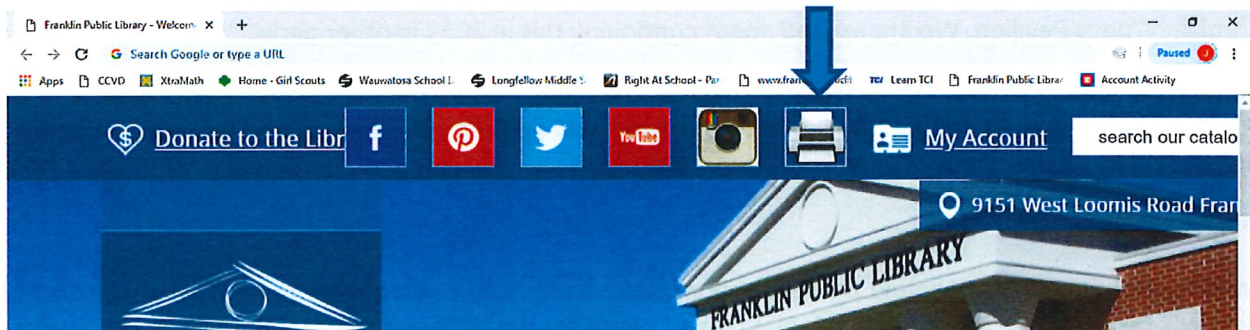 Franklin Public Library - Welcom
Search Google or type a URL
Paused J
Apps CCVD XtraMath Home - Girl Scouts Wauwatosa School Longfellow Middle S Right At School - Par TCI Learn TCI Franklin Public Librar Account Activity
Donate to the Libr
f
You Tube
My Account
search our catalo
9151 West Loomis Road Fran
FRANKLIN PUBLIC LIBRARY